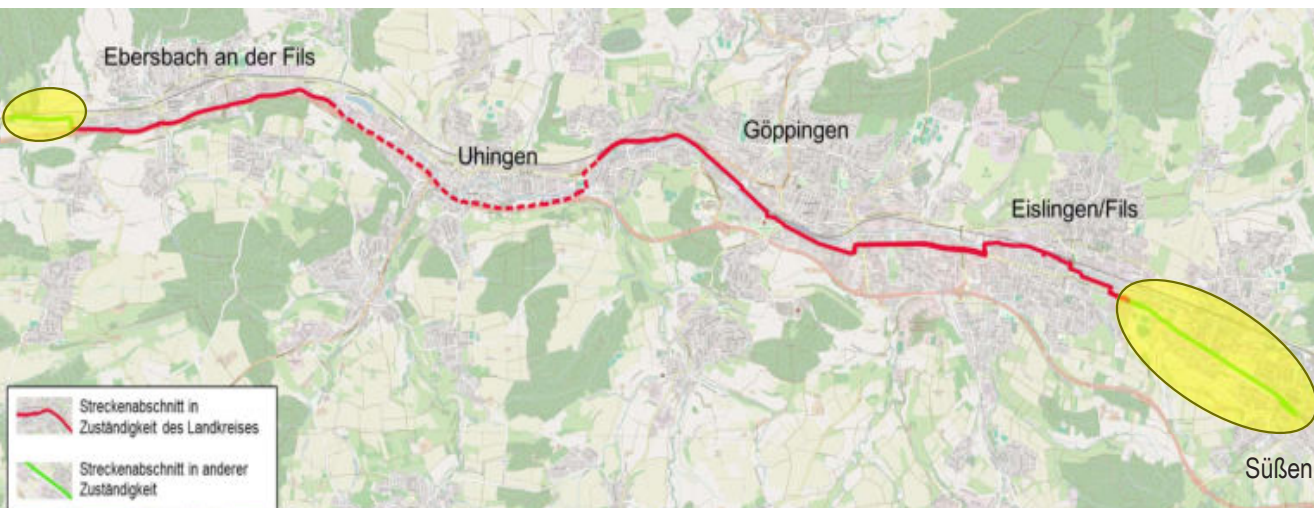 Ebersbach an der Fils
Uhingen
Göppingen
Eislingen/Fils
Süßen
Streckenabschnitt in
Zuständigkeit des Landkreises
Streckenabschnitt in anderer
Zuständigkeit